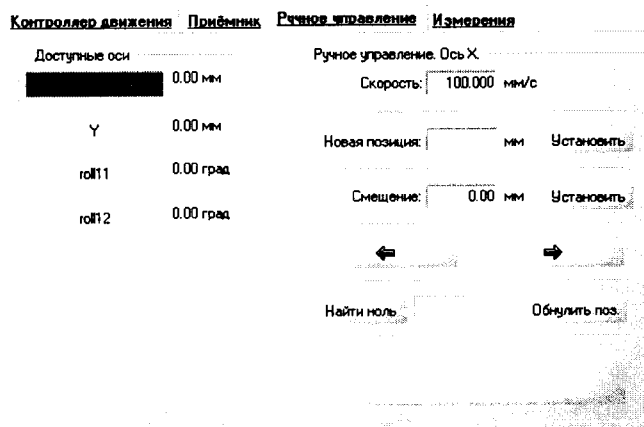 Контроллер движения Приёмник Ручное управление Измерения
Доступные оси
0.00 мм
Y 0.00 мм
roll11 0.00 град
roll12 0.00 град
Ручное управление. Ось X.
Скорость: 100.000 мм/с
Новая позиция: мм Установить
Смещение: 0.00 мм Установить
Найти ноль Обнулить поз.